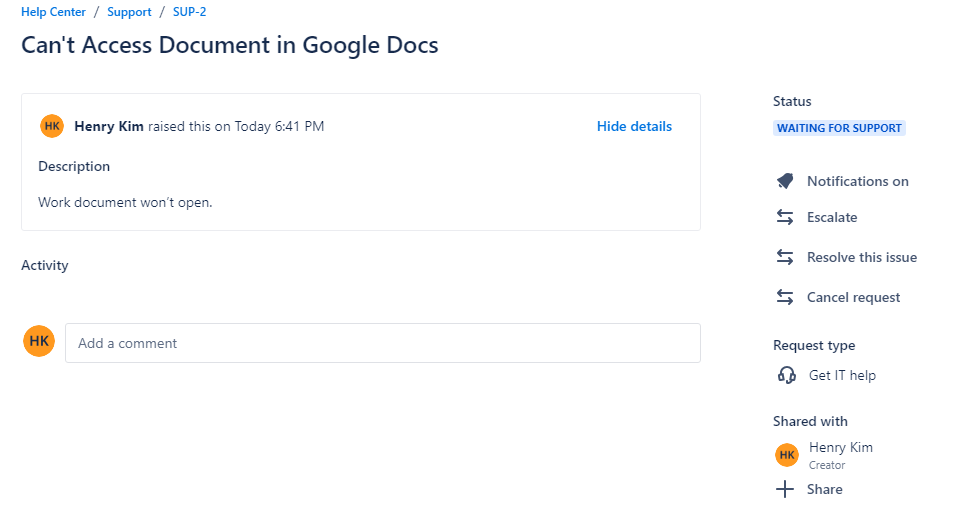 Help Center / Support / SUP-2
Can't Access Document in Google Docs
HK Henry Kim raised this on Today 6:41 PM Hide details
Description
Work document won't open.
Activity
HK Add a comment
Status
WAITING FOR SUPPORT
Notifications on
Escalate
Resolve this issue
Cancel request
Request type
Get IT help
Shared with
HK Henry Kim
Creator
Share